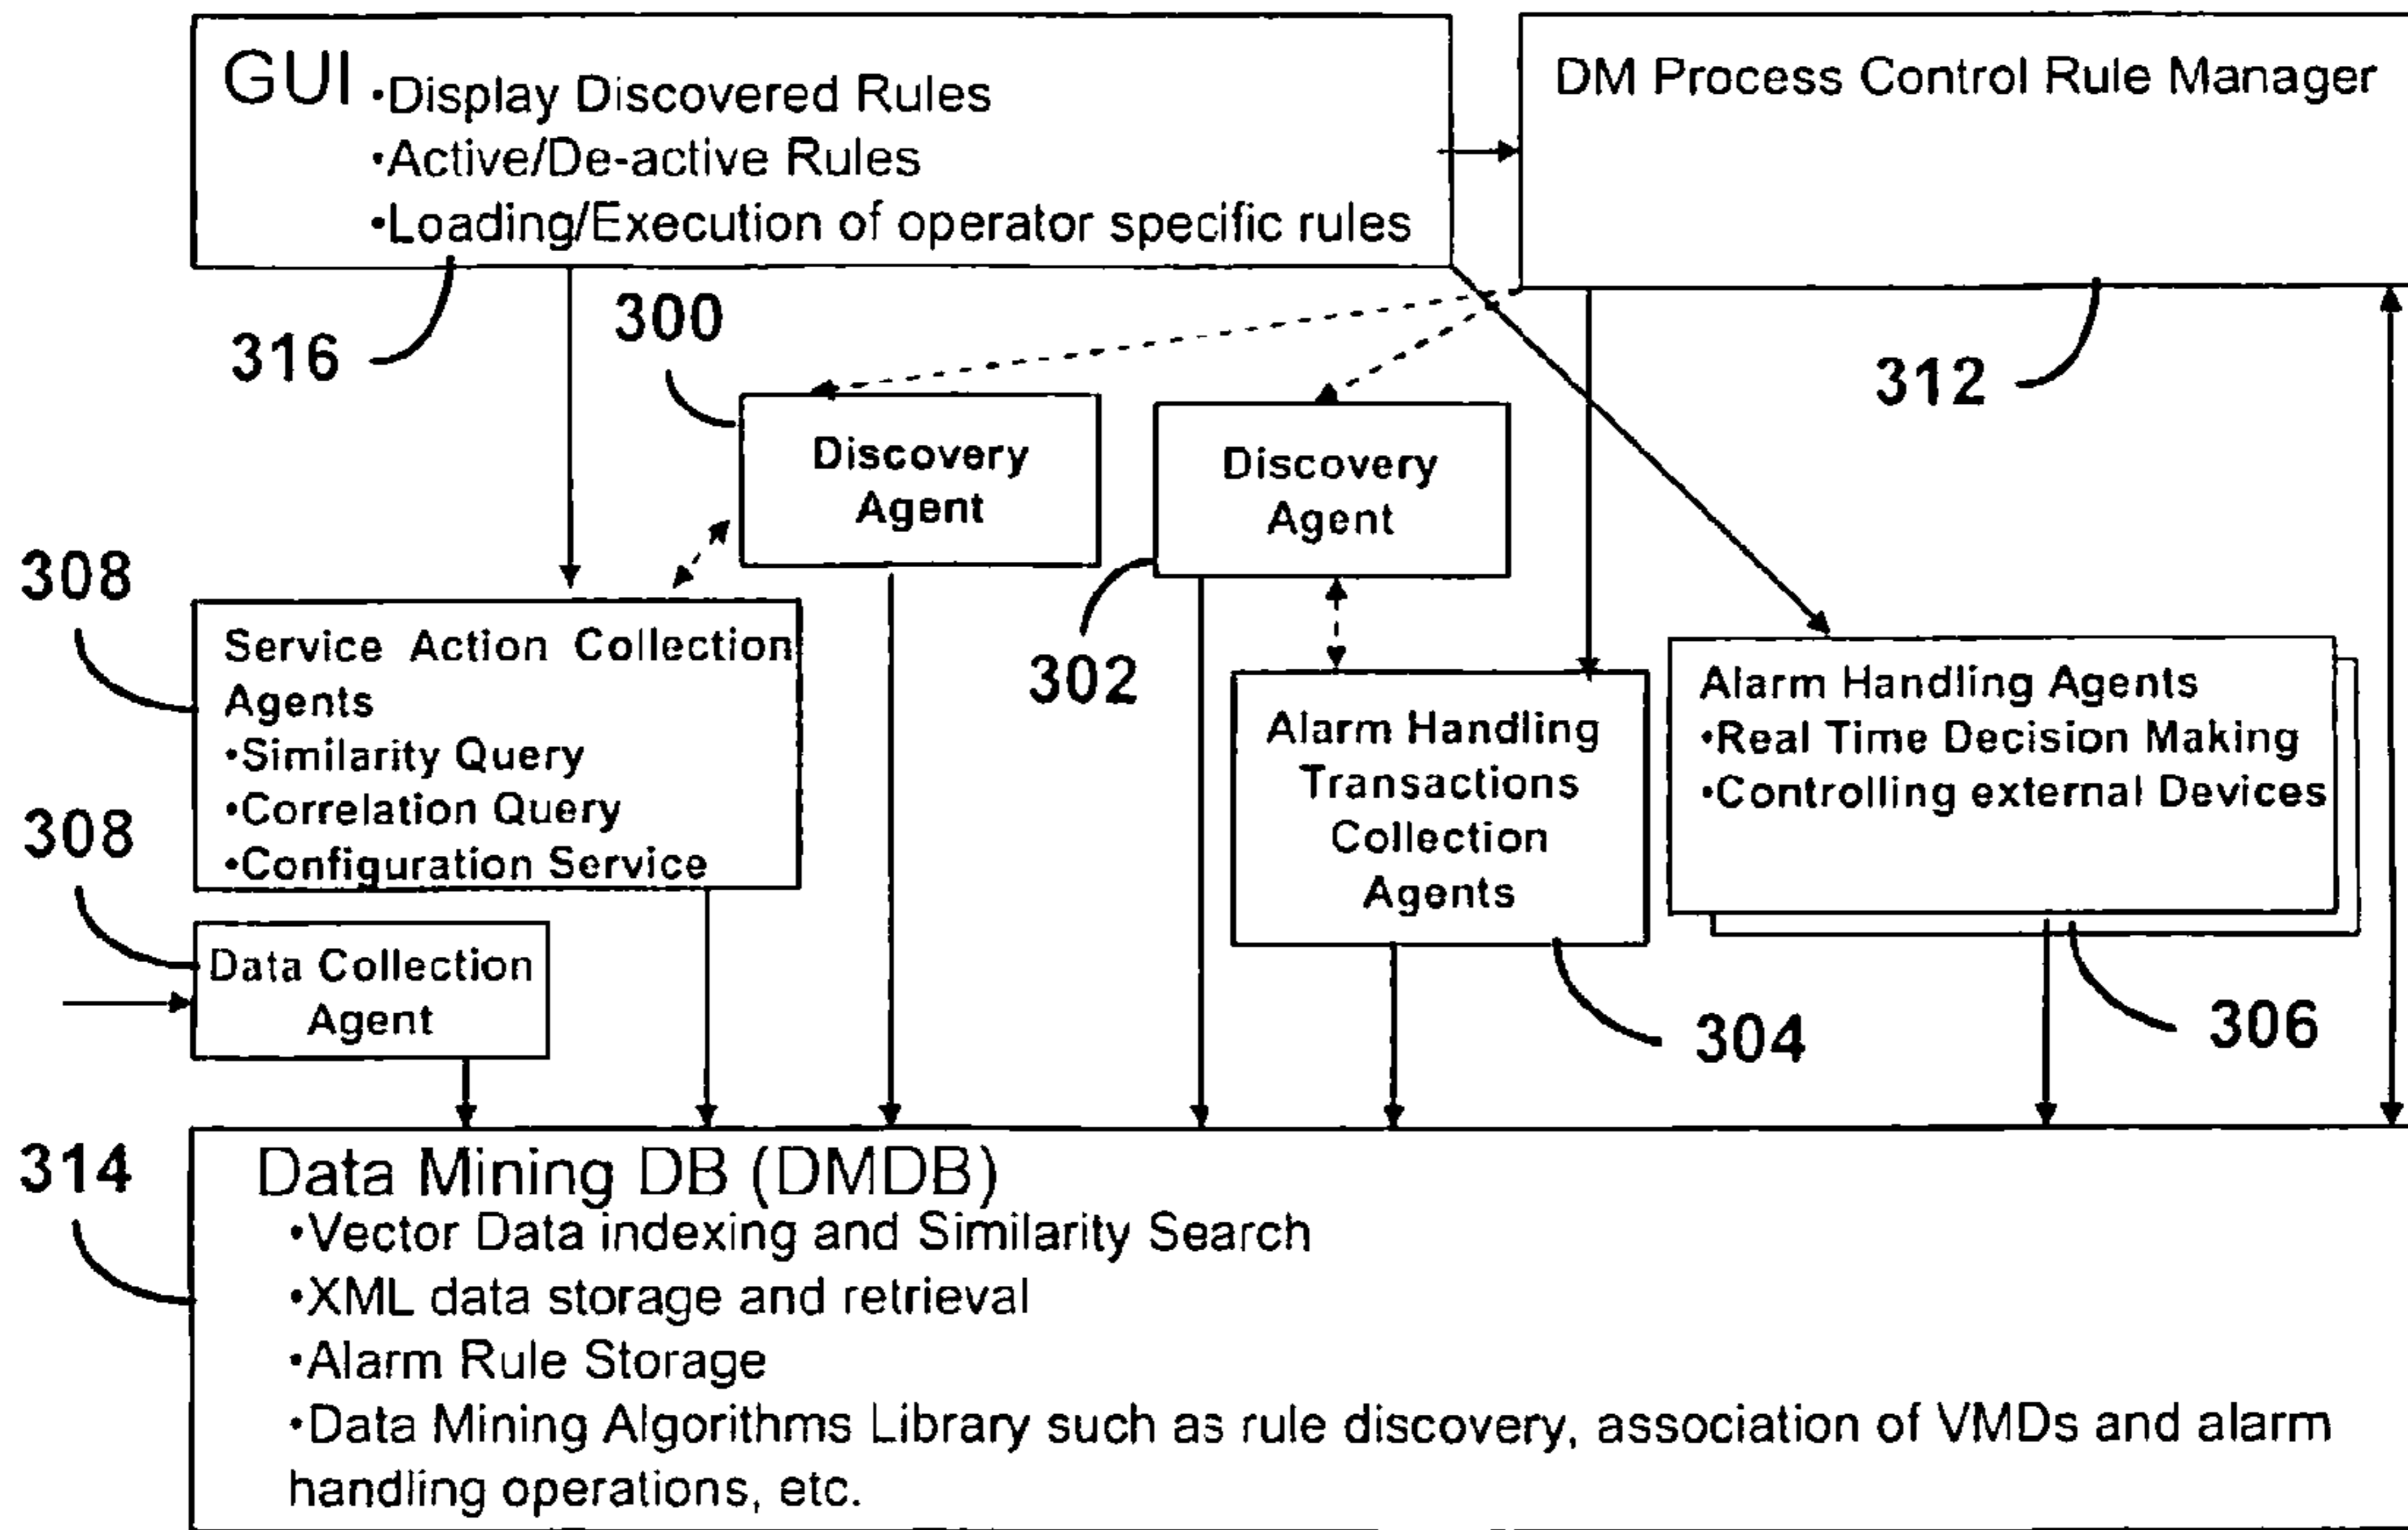 GUI •Display Discovered Rules
•Active/De-active Rules
•Loading/Execution of operator specific rules
DM Process Control Rule Manager
316
300
312
Discovery
Agent
Discovery
Agent
308
Service Action Collection
Agents
•Similarity Query
•Correlation Query
•Configuration Service
302
Alarm Handling
Transactions
Collection
Agents
Alarm Handling Agents
•Real Time Decision Making
•Controlling external Devices
308
Data Collection
Agent
304
306
314
Data Mining DB (DMDB)
•Vector Data indexing and Similarity Search
•XML data storage and retrieval
•Alarm Rule Storage
•Data Mining Algorithms Library such as rule discovery, association of VMDs and alarm
handling operations, etc.